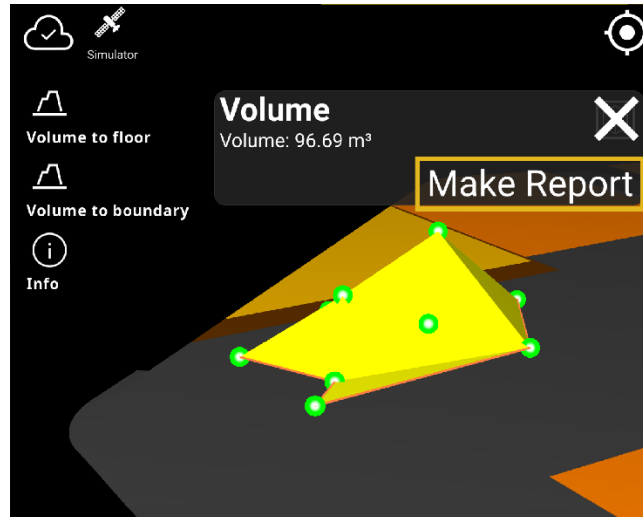 Simulator
Volume to floor
Volume to boundary
Info
Volume
Volume: 96.69 m³
Make Report